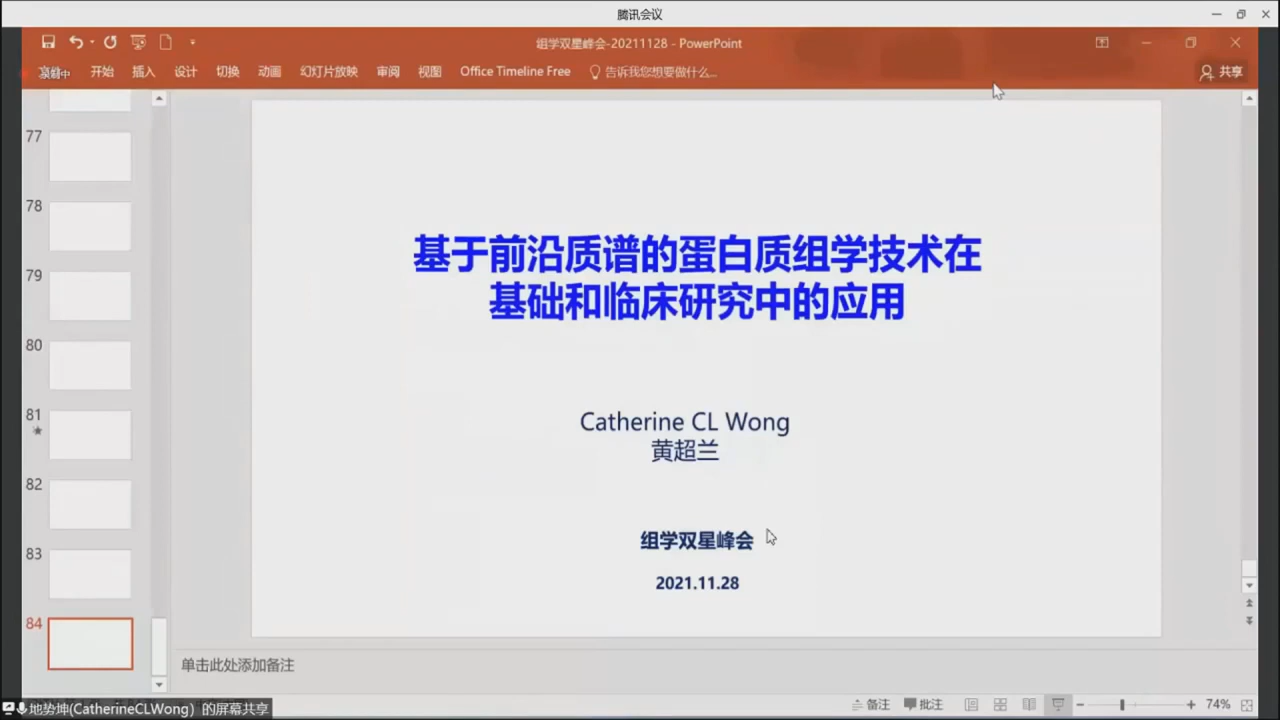 腾讯会议
组学双星峰会-20211128 - PowerPoint
开始 插入 设计 切换 动画 幻灯片放映 审阅 视图 Office Timeline Free 告诉我您想要做什么... 共享
77
78
79
80
81
82
83
84
基于前沿质谱的蛋白质组学技术在
基础和临床研究中的应用
Catherine CL Wong
黄超兰
组学双星峰会
2021.11.28
单击此处添加备注
地势坤(CatherineCLWong)的屏幕共享
备注 批注 74%